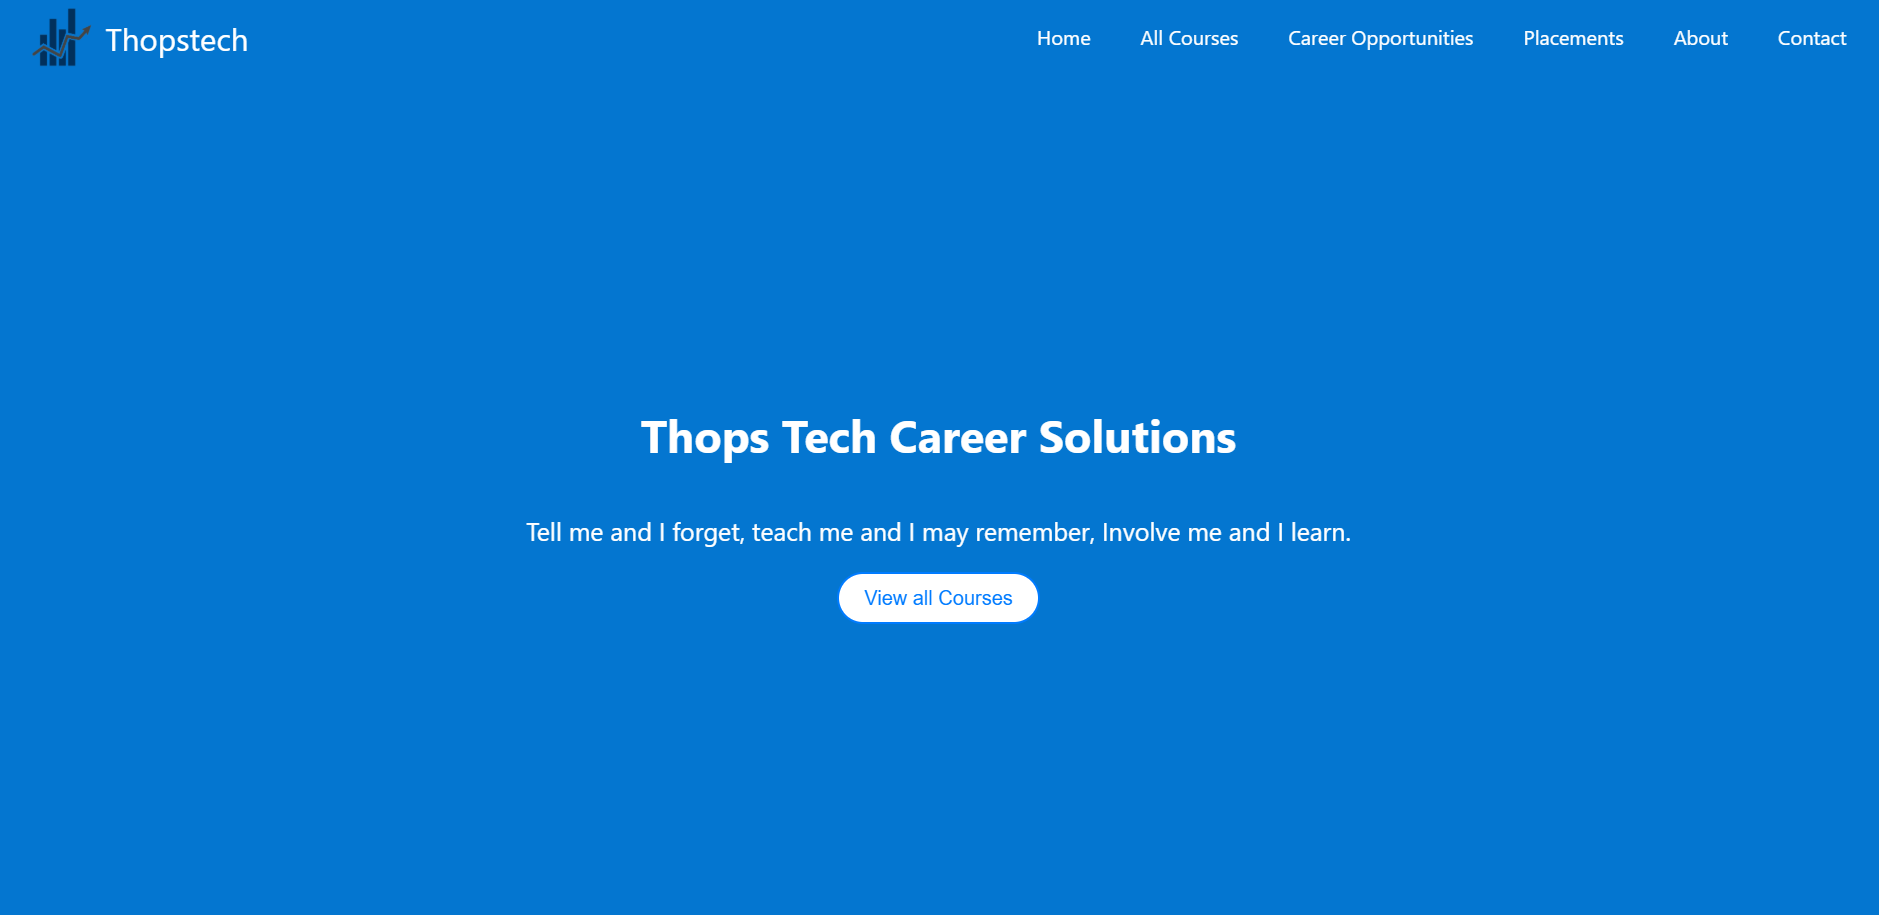 Thopstech
Home
All Courses
Career Opportunities
Placements
About
Contact
Thops Tech Career Solutions
Tell me and I forget, teach me and I may remember, Involve me and I learn.
View all Courses